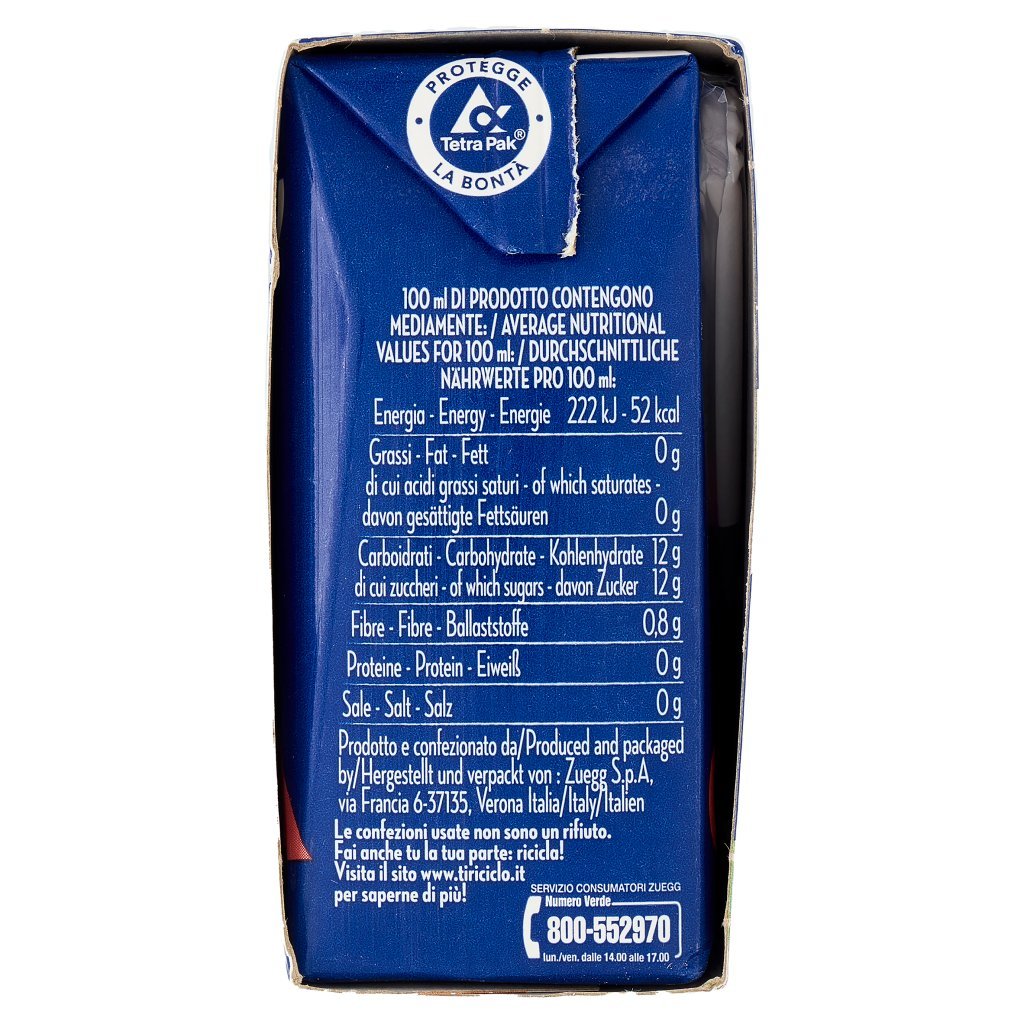 PROTEGGE
Tetra Pak®
LA BONTÀ
100 ml DI PRODOTTO CONTENGONO
MEDIAMENTE: / AVERAGE NUTRITIONAL
VALUES FOR 100 ml: / DURCHSCHNITTLICHE
NÄHRWERTE PRO 100 ml:
Energia - Energy - Energie 222 kJ - 52 kcal
Grassi - Fat - Fett 0 g
di cui acidi grassi saturi - of which saturates -
davon gesättigte Fettsäuren 0 g
Carboidrati - Carbohydrate - Kohlenhydrate 12 g
di cui zuccheri - of which sugars - davon Zucker 12 g
Fibre - Fibre - Ballaststoffe 0,8 g
Proteine - Protein - Eiweiß 0 g
Sale - Salt - Salz 0 g
Prodotto e confezionato da/Produced and packaged
by/Hergestellt und verpackt von : Zuegg S.p.A,
via Francia 6-37135, Verona Italia/Italy/Italien
Le confezioni usate non sono un rifiuto.
Fai anche tu la tua parte: ricicla!
Visita il sito www.tiriciclo.it
per saperne di più!
SERVIZIO CONSUMATORI ZUEGG
Numero Verde
800-552970
lun./ven. dalle 14.00 alle 17.00